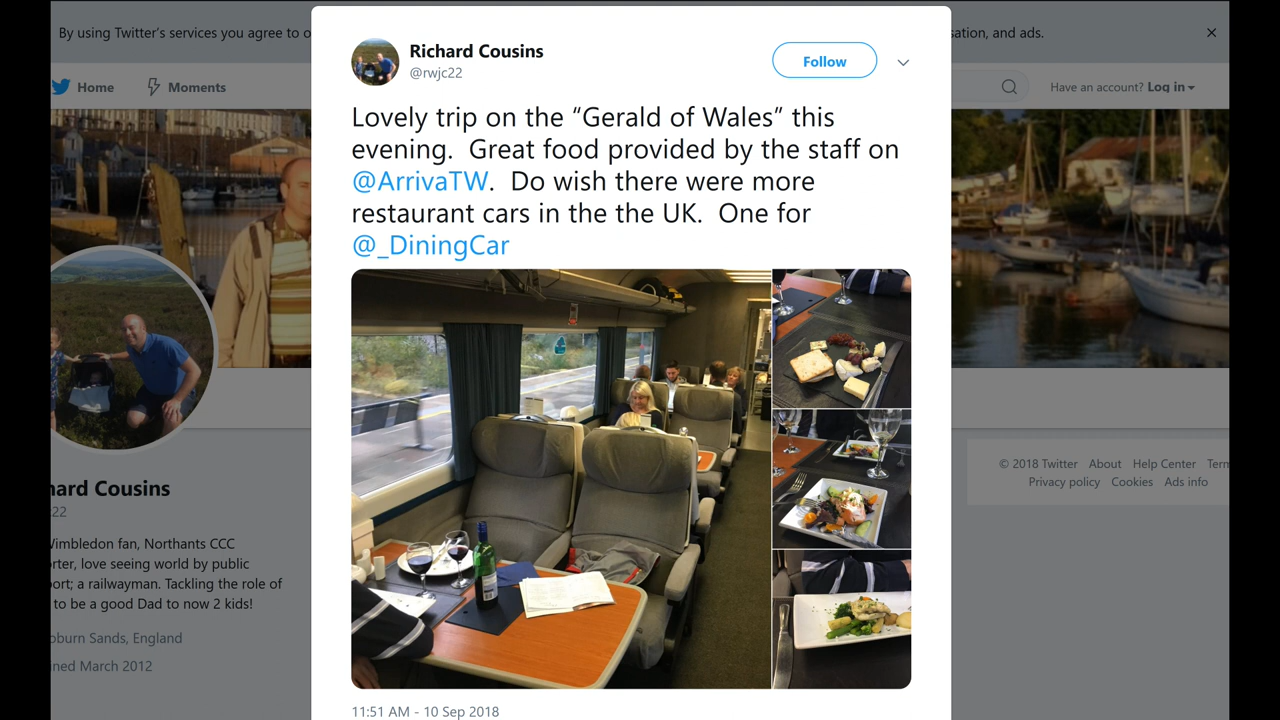 By using Twitter’s services you agree to
sation, and ads.
Home
Moments
Have an account? Log in
Richard Cousins
@rwjc22
Follow
Lovely trip on the “Gerald of Wales” this
evening.  Great food provided by the staff on
@ArrivaTW.  Do wish there were more
restaurant cars in the the UK.  One for
@_DiningCar
11:51 AM - 10 Sep 2018
hard Cousins
22
Wimbledon fan, Northants CCC
orter, love seeing world by public
port; a railwayman. Tackling the role of
to be a good Dad to now 2 kids!
oburn Sands, England
ined March 2012
© 2018 Twitter About Help Center Term
Privacy policy Cookies Ads info